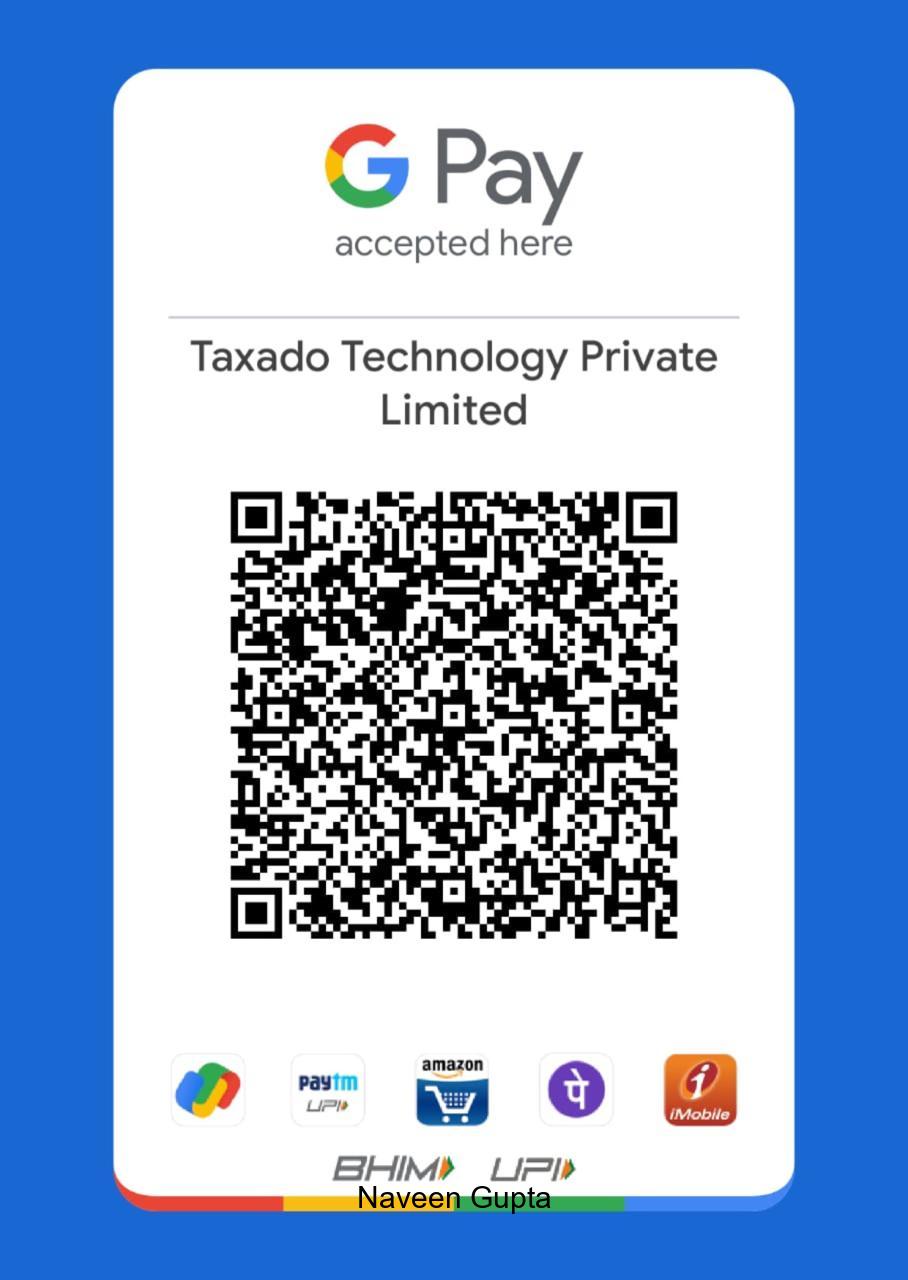 G Pay
accepted here
Taxado Technology Private
Limited
paytm
UPI
amazon
पे
i
iMobile
BHIM UPI
Naveen Gupta